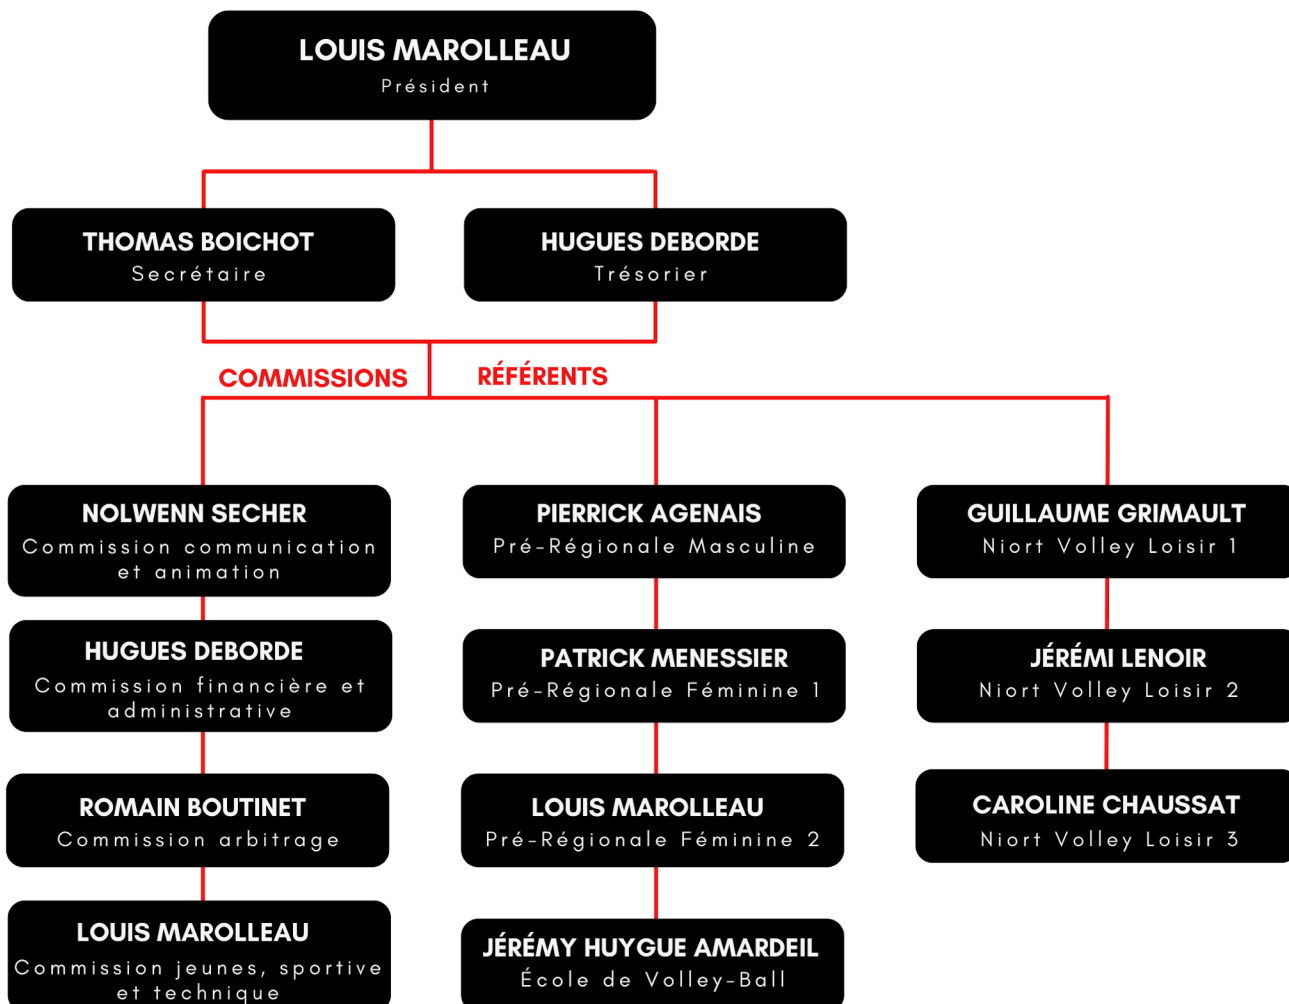 LOUIS MAROLLEAU
Président
THOMAS BOICHOT
Secrétaire
HUGUES DEBORDE
Trésorier
COMMISSIONS
RÉFÉRENTS
NOLWENN SECHER
Commission communication
et animation
HUGUES DEBORDE
Commission financière et
administrative
ROMAIN BOUTINET
Commission arbitrage
LOUIS MAROLLEAU
Commission jeunes, sportive
et technique
PIERRICK AGENAIS
Pré-Régionale Masculine
PATRICK MENESSIER
Pré-Régionale Féminine 1
LOUIS MAROLLEAU
Pré-Régionale Féminine 2
JÉRÉMY HUYGUE AMARDEIL
École de Volley-Ball
GUILLAUME GRIMAULT
Niort Volley Loisir 1
JÉRÉMI LENOIR
Niort Volley Loisir 2
CAROLINE CHAUSSAT
Niort Volley Loisir 3